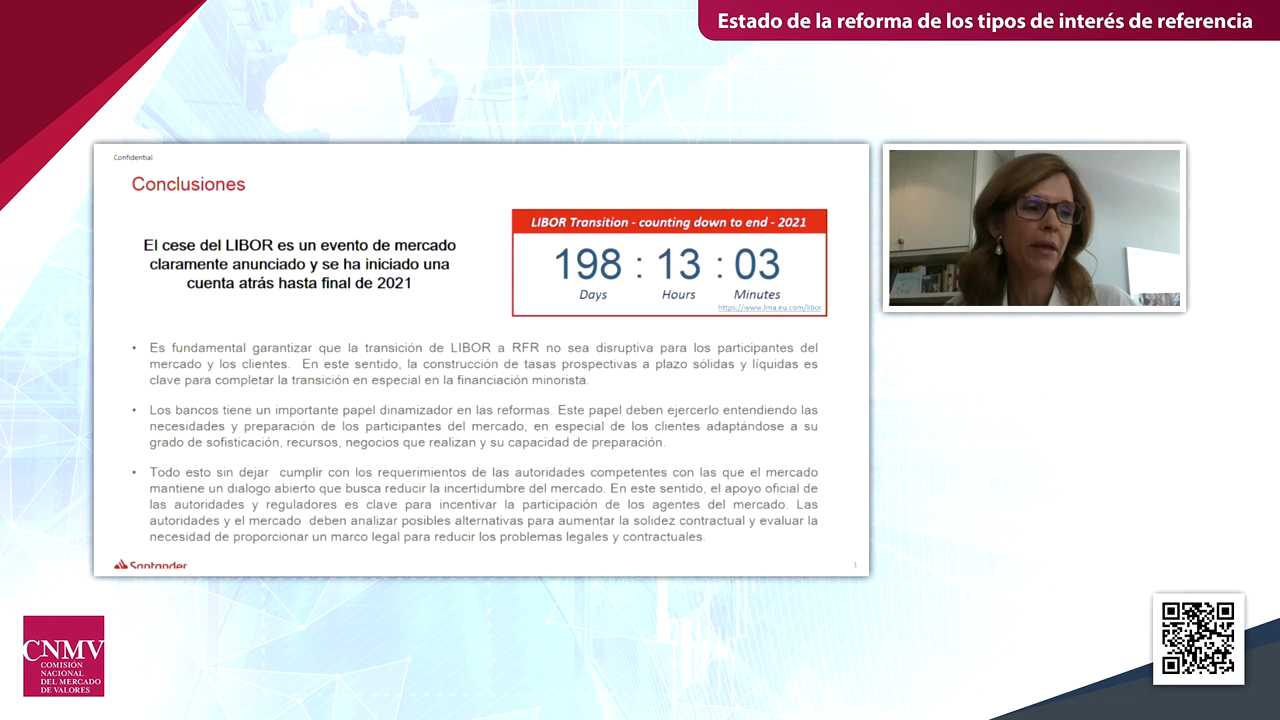 Estado de la reforma de los tipos de interés de referencia
Confidential
Conclusiones
El cese del LIBOR es un evento de mercado
claramente anunciado y se ha iniciado una
cuenta atrás hasta final de 2021
LIBOR Transition - counting down to end - 2021
198 : 13 : 03
Days Hours Minutes
https://www.lma.eu.com/libor
• Es fundamental garantizar que la transición de LIBOR a RFR no sea disruptiva para los participantes del
mercado y los clientes. En este sentido, la construcción de tasas prospectivas a plazo sólidas y líquidas es
clave para completar la transición en especial en la financiación minorista.
• Los bancos tiene un importante papel dinamizador en las reformas. Este papel deben ejercerlo entendiendo las
necesidades y preparación de los participantes del mercado, en especial de los clientes adaptándose a su
grado de sofisticación, recursos, negocios que realizan y su capacidad de preparación.
• Todo esto sin dejar cumplir con los requerimientos de las autoridades competentes con las que el mercado
mantiene un dialogo abierto que busca reducir la incertidumbre del mercado. En este sentido, el apoyo oficial de
las autoridades y reguladores es clave para incentivar la participación de los agentes del mercado. Las
autoridades y el mercado deben analizar posibles alternativas para aumentar la solidez contractual y evaluar la
necesidad de proporcionar un marco legal para reducir los problemas legales y contractuales.
Santander
3
CNMV
COMISIÓN
NACIONAL
DEL MERCADO
DE VALORES